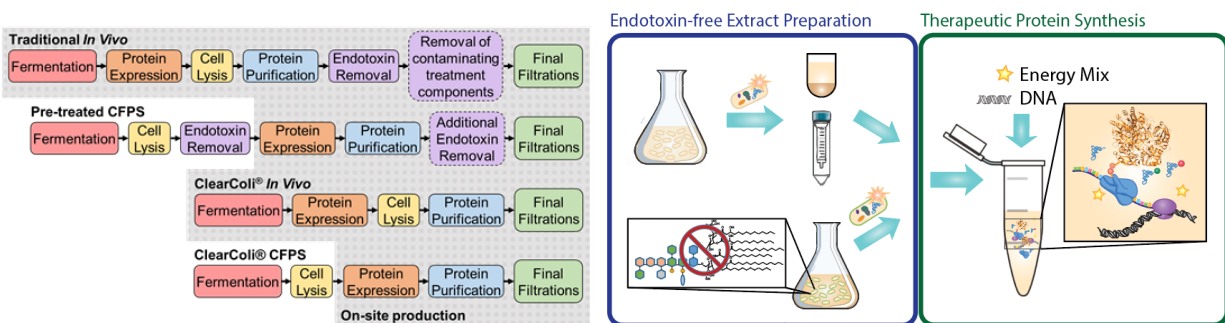 Traditional In Vivo
Fermentation
Protein
Expression
Cell
Lysis
Protein
Purification
Endotoxin
Removal
Removal of
contaminating
treatment
components
Final
Filtrations
Pre-treated CFPS
Fermentation
Cell
Lysis
Endotoxin
Removal
Protein
Expression
Protein
Purification
Additional
Endotoxin
Removal
Final
Filtrations
ClearColi® In Vivo
Fermentation
Protein
Expression
Cell
Lysis
Protein
Purification
Final
Filtrations
ClearColi® CFPS
Fermentation
Cell
Lysis
Protein
Expression
Protein
Purification
Final
Filtrations
On-site production
Endotoxin-free Extract Preparation
Therapeutic Protein Synthesis
Energy Mix
DNA